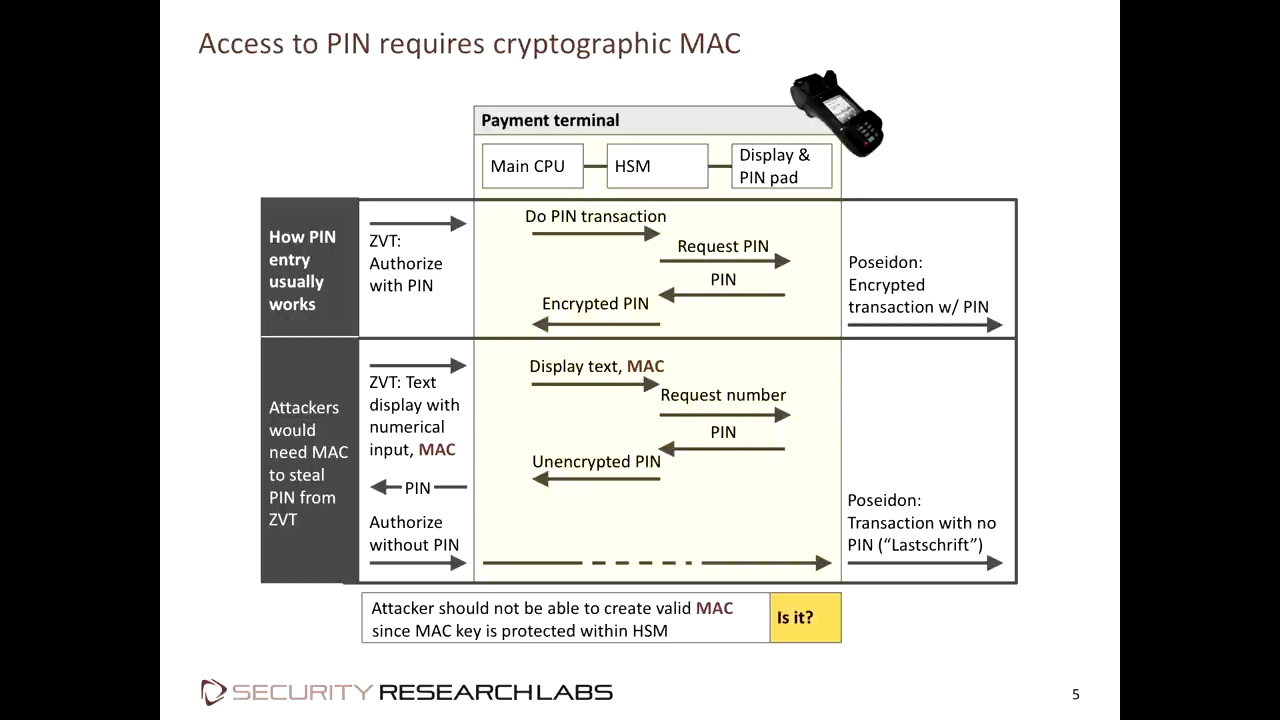 Access to PIN requires cryptographic MAC
Payment terminal
Main CPU
HSM
Display &
PIN pad
How PIN
entry
usually
works
ZVT:
Authorize
with PIN
Do PIN transaction
Request PIN
PIN
Encrypted PIN
Poseidon:
Encrypted
transaction w/ PIN
Attackers
would
need MAC
to steal
PIN from
ZVT
ZVT: Text
display with
numerical
input, MAC
PIN
Authorize
without PIN
Display text, MAC
Request number
PIN
Unencrypted PIN
Poseidon:
Transaction with no
PIN (“Lastschrift”)
Attacker should not be able to create valid MAC
since MAC key is protected within HSM
Is it?
SECURITY RESEARCH LABS
5